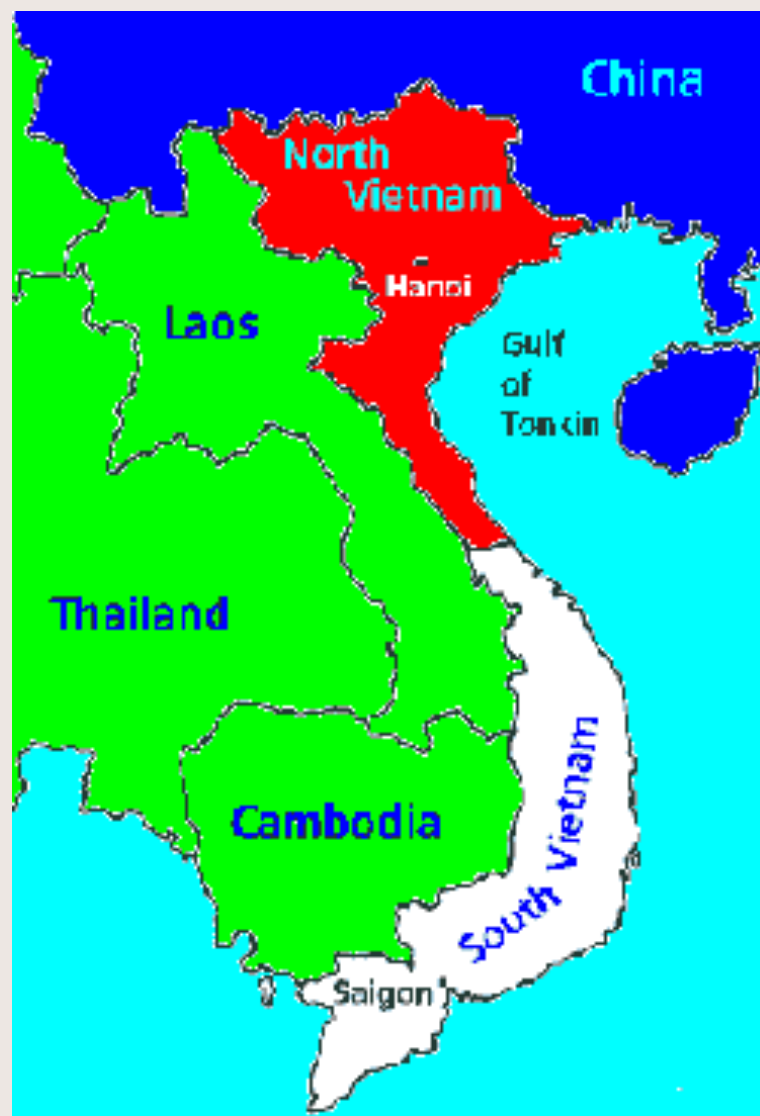 China
North
Vietnam
Hanoi
Laos
Gulf
of
Tonkin
Thailand
Cambodia
South Vietnam
Saigon